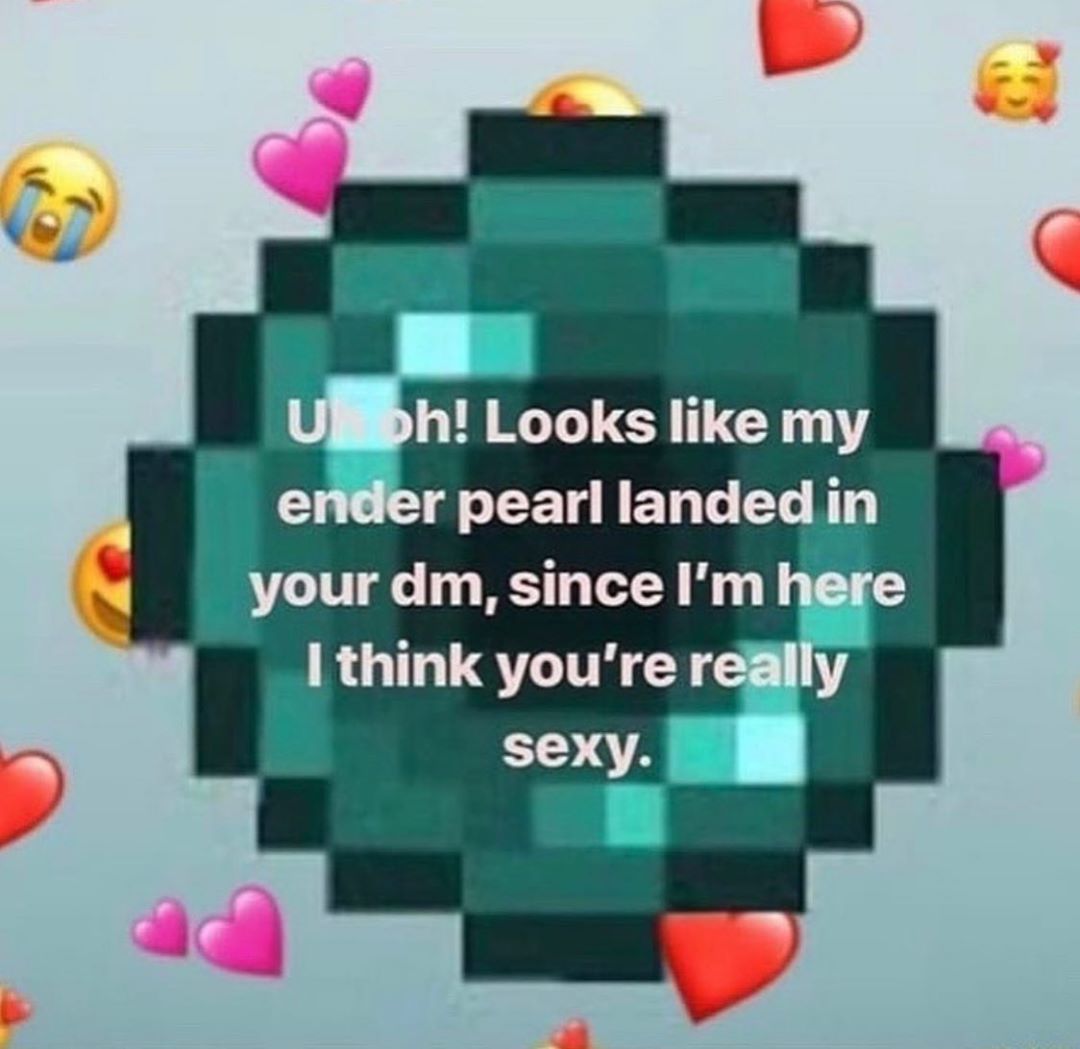 Uh oh! Looks like my
ender pearl landed in
your dm, since I'm here
I think you're really
sexy.